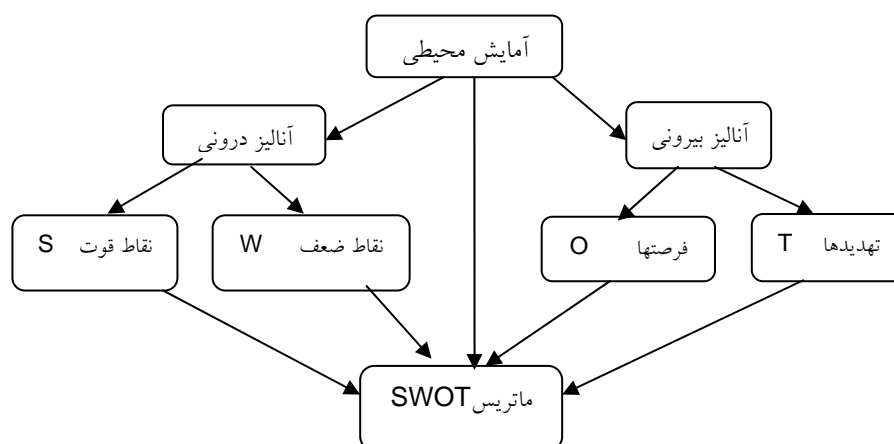 آمایش محیطی
آنالیز بیرونی
آنالیز درونی
تهدیدها T
فرصتها O
نقاط ضعف W
نقاط قوت S
ماتریس SWOT